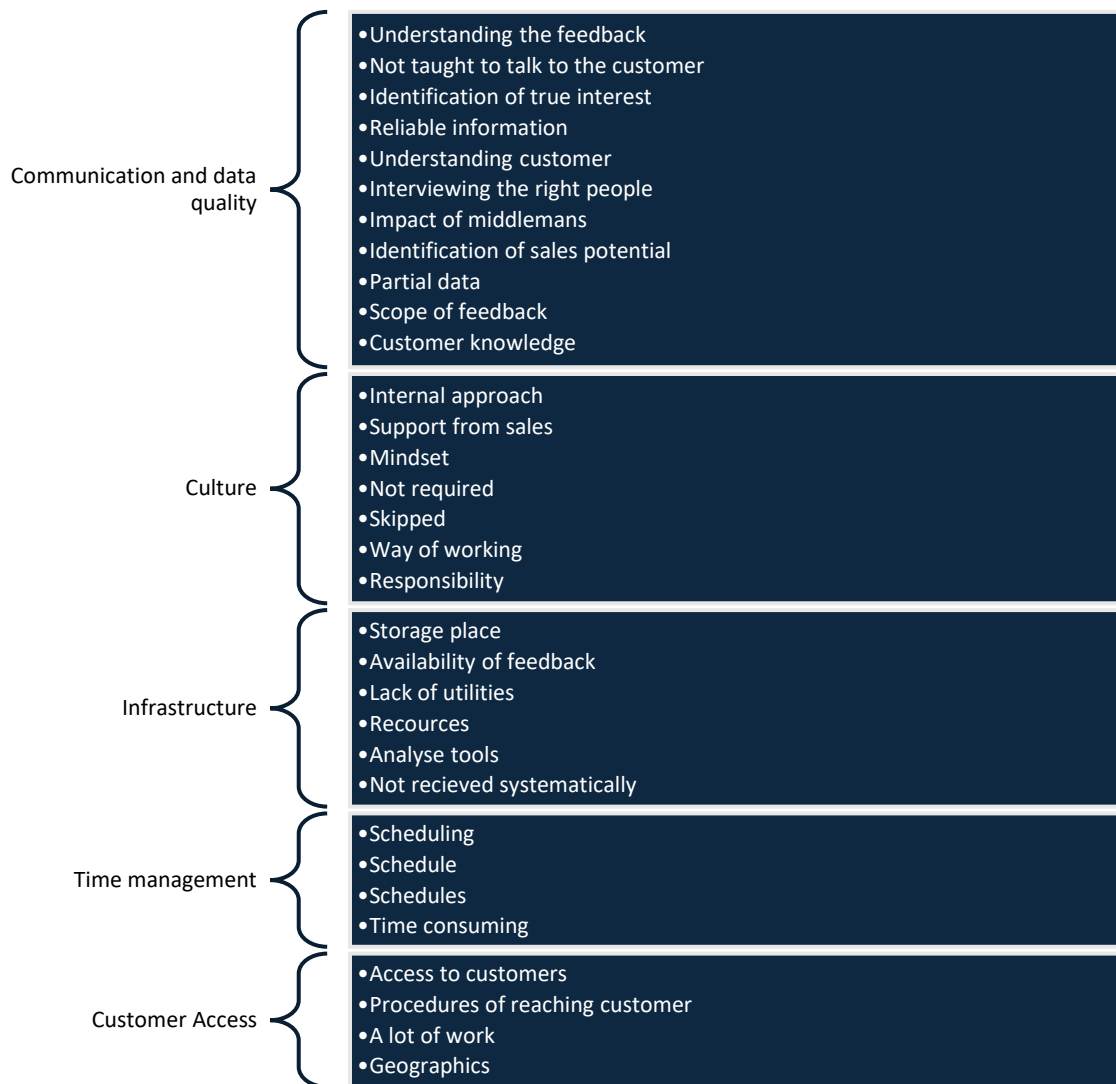 Communication and data
quality
•Understanding the feedback
•Not taught to talk to the customer
•Identification of true interest
•Reliable information
•Understanding customer
•Interviewing the right people
•Impact of middlemans
•Identification of sales potential
•Partial data
•Scope of feedback
•Customer knowledge
Culture
•Internal approach
•Support from sales
•Mindset
•Not required
•Skipped
•Way of working
•Responsibility
Infrastructure
•Storage place
•Availability of feedback
•Lack of utilities
•Recources
•Analyse tools
•Not recieved systematically
Time management
•Scheduling
•Schedule
•Schedules
•Time consuming
Customer Access
•Access to customers
•Procedures of reaching customer
•A lot of work
•Geographics